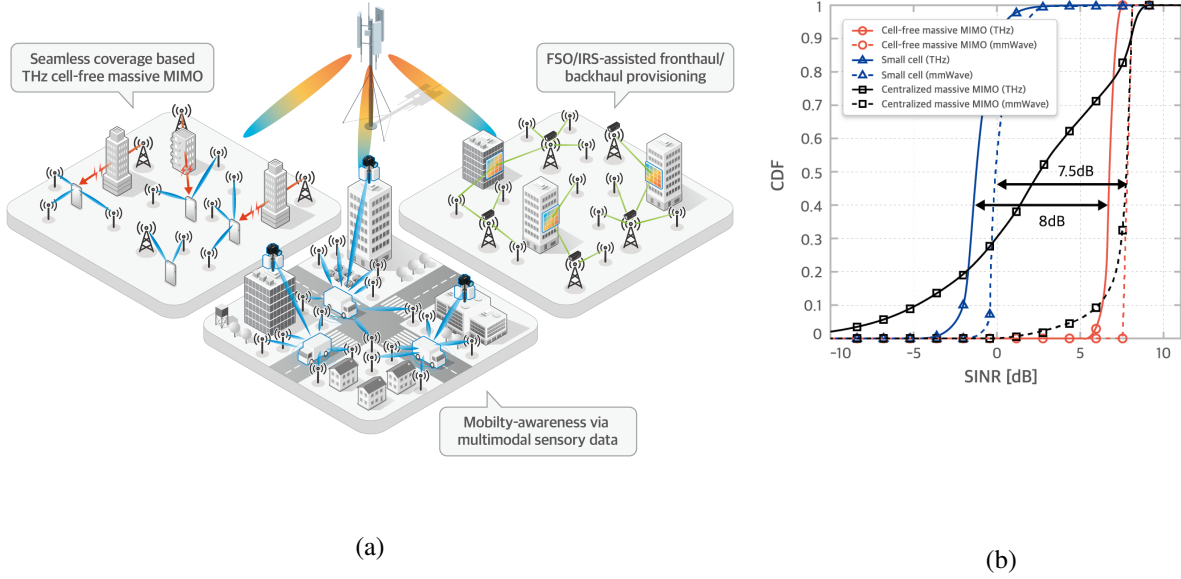 Seamless coverage based
THz cell-free massive MIMO
FSO/IRS-assisted fronthaul/
backhaul provisioning
Mobilty-awareness via
multimodal sensory data
(a)
CDF
1
0.9
0.8
0.7
0.6
0.5
0.4
0.3
0.2
0.1
0
Cell-free massive MIMO (THz)
Cell-free massive MIMO (mmWave)
Small cell (THz)
Small cell (mmWave)
Centralized massive MIMO (THz)
Centralized massive MIMO (mmWave)
7.5dB
8dB
-10
-5
0
5
10
SINR [dB]
(b)